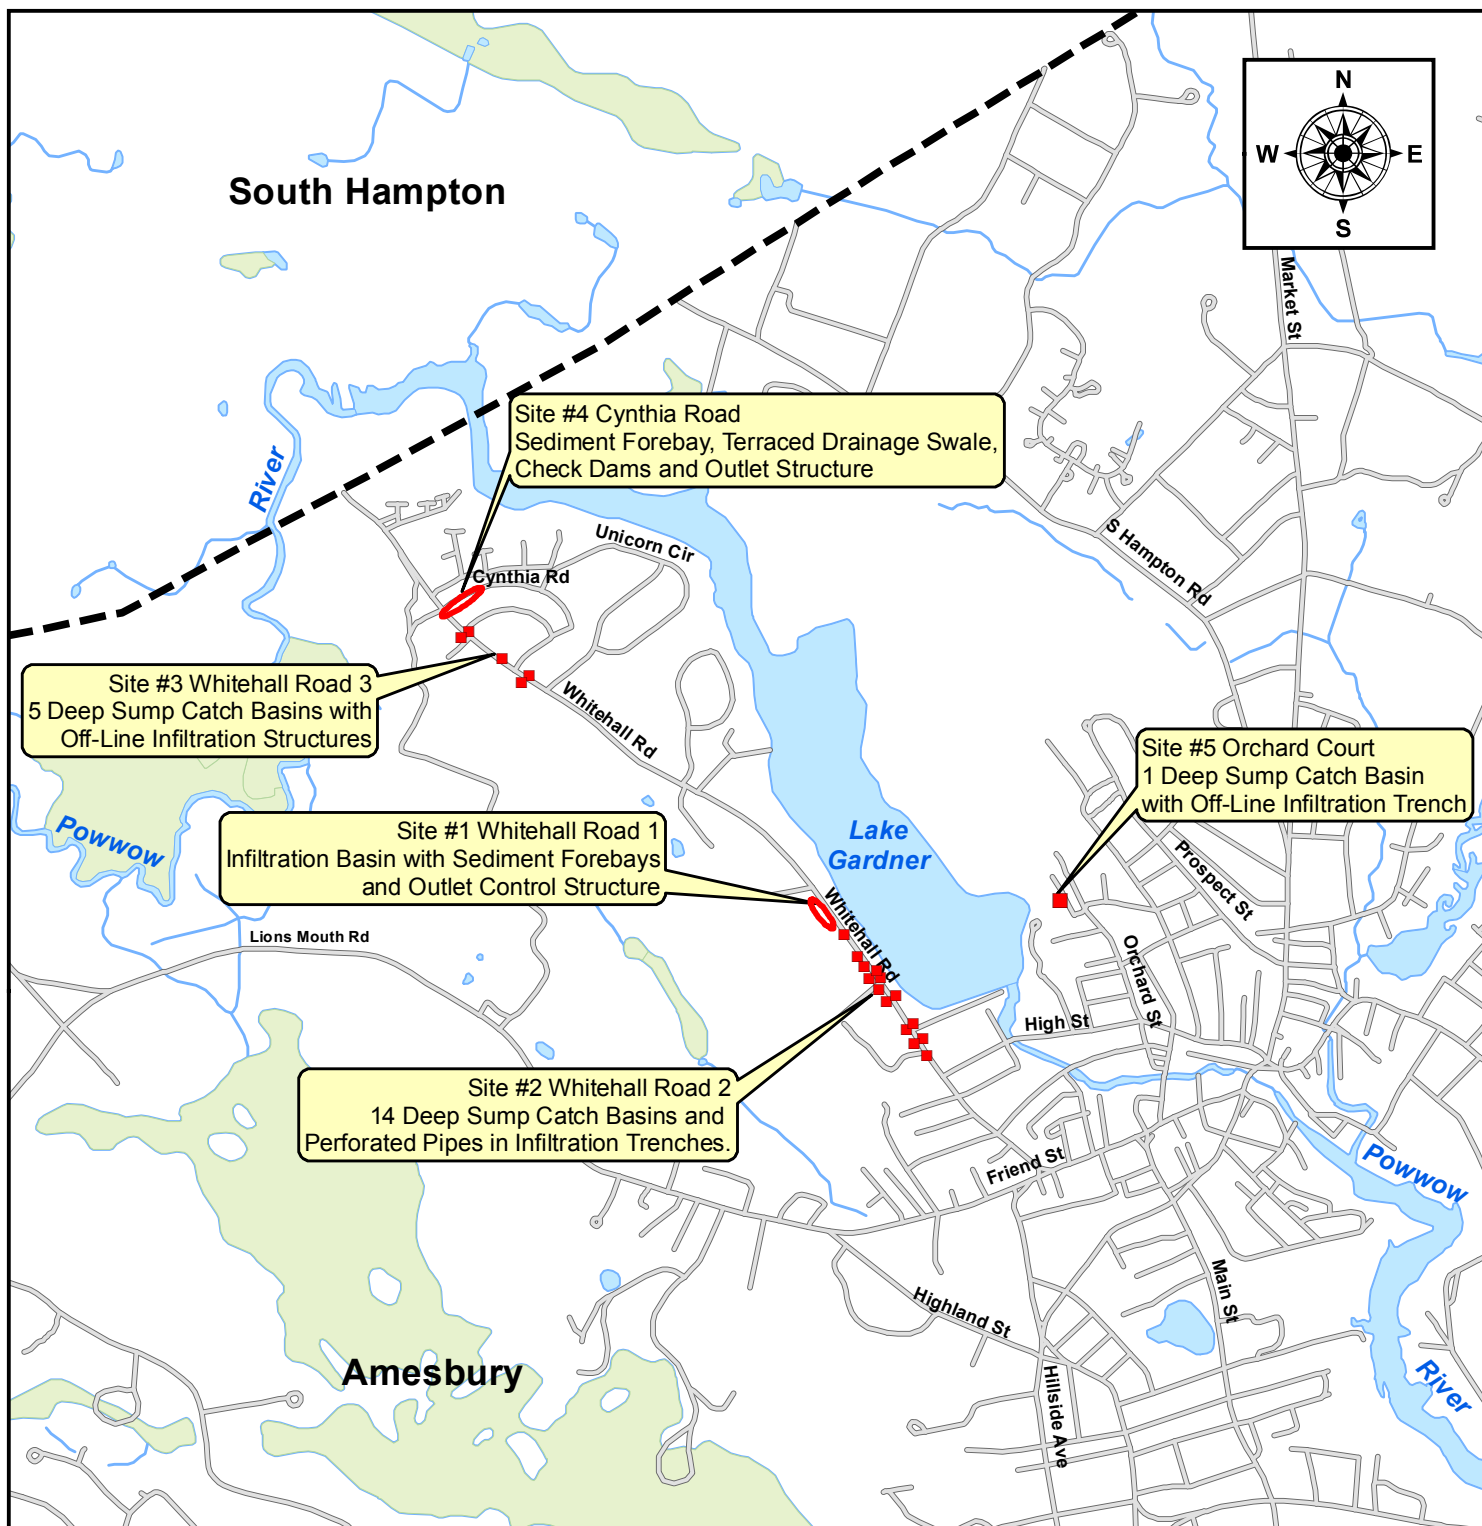 N
W
E
S
South Hampton
Market St
Site #4 Cynthia Road
Sediment Forebay, Terraced Drainage Swale,
Check Dams and Outlet Structure
River
Unicorn Cir
S Hampton Rd
Cynthia Rd
Site #3 Whitehall Road 3
5 Deep Sump Catch Basins with
Off-Line Infiltration Structures
Whitehall Rd
Site #5 Orchard Court
1 Deep Sump Catch Basin
with Off-Line Infiltration Trench
Powwow
Site #1 Whitehall Road 1
Infiltration Basin with Sediment Forebays
and Outlet Control Structure
Lake
Gardner
Prospect St
Whitehall Rd
Lions Mouth Rd
Orchard St
High St
Site #2 Whitehall Road 2
14 Deep Sump Catch Basins and
Perforated Pipes in Infiltration Trenches.
Friend St
Powwow
Main St
Highland St
Amesbury
Hillside Ave
River